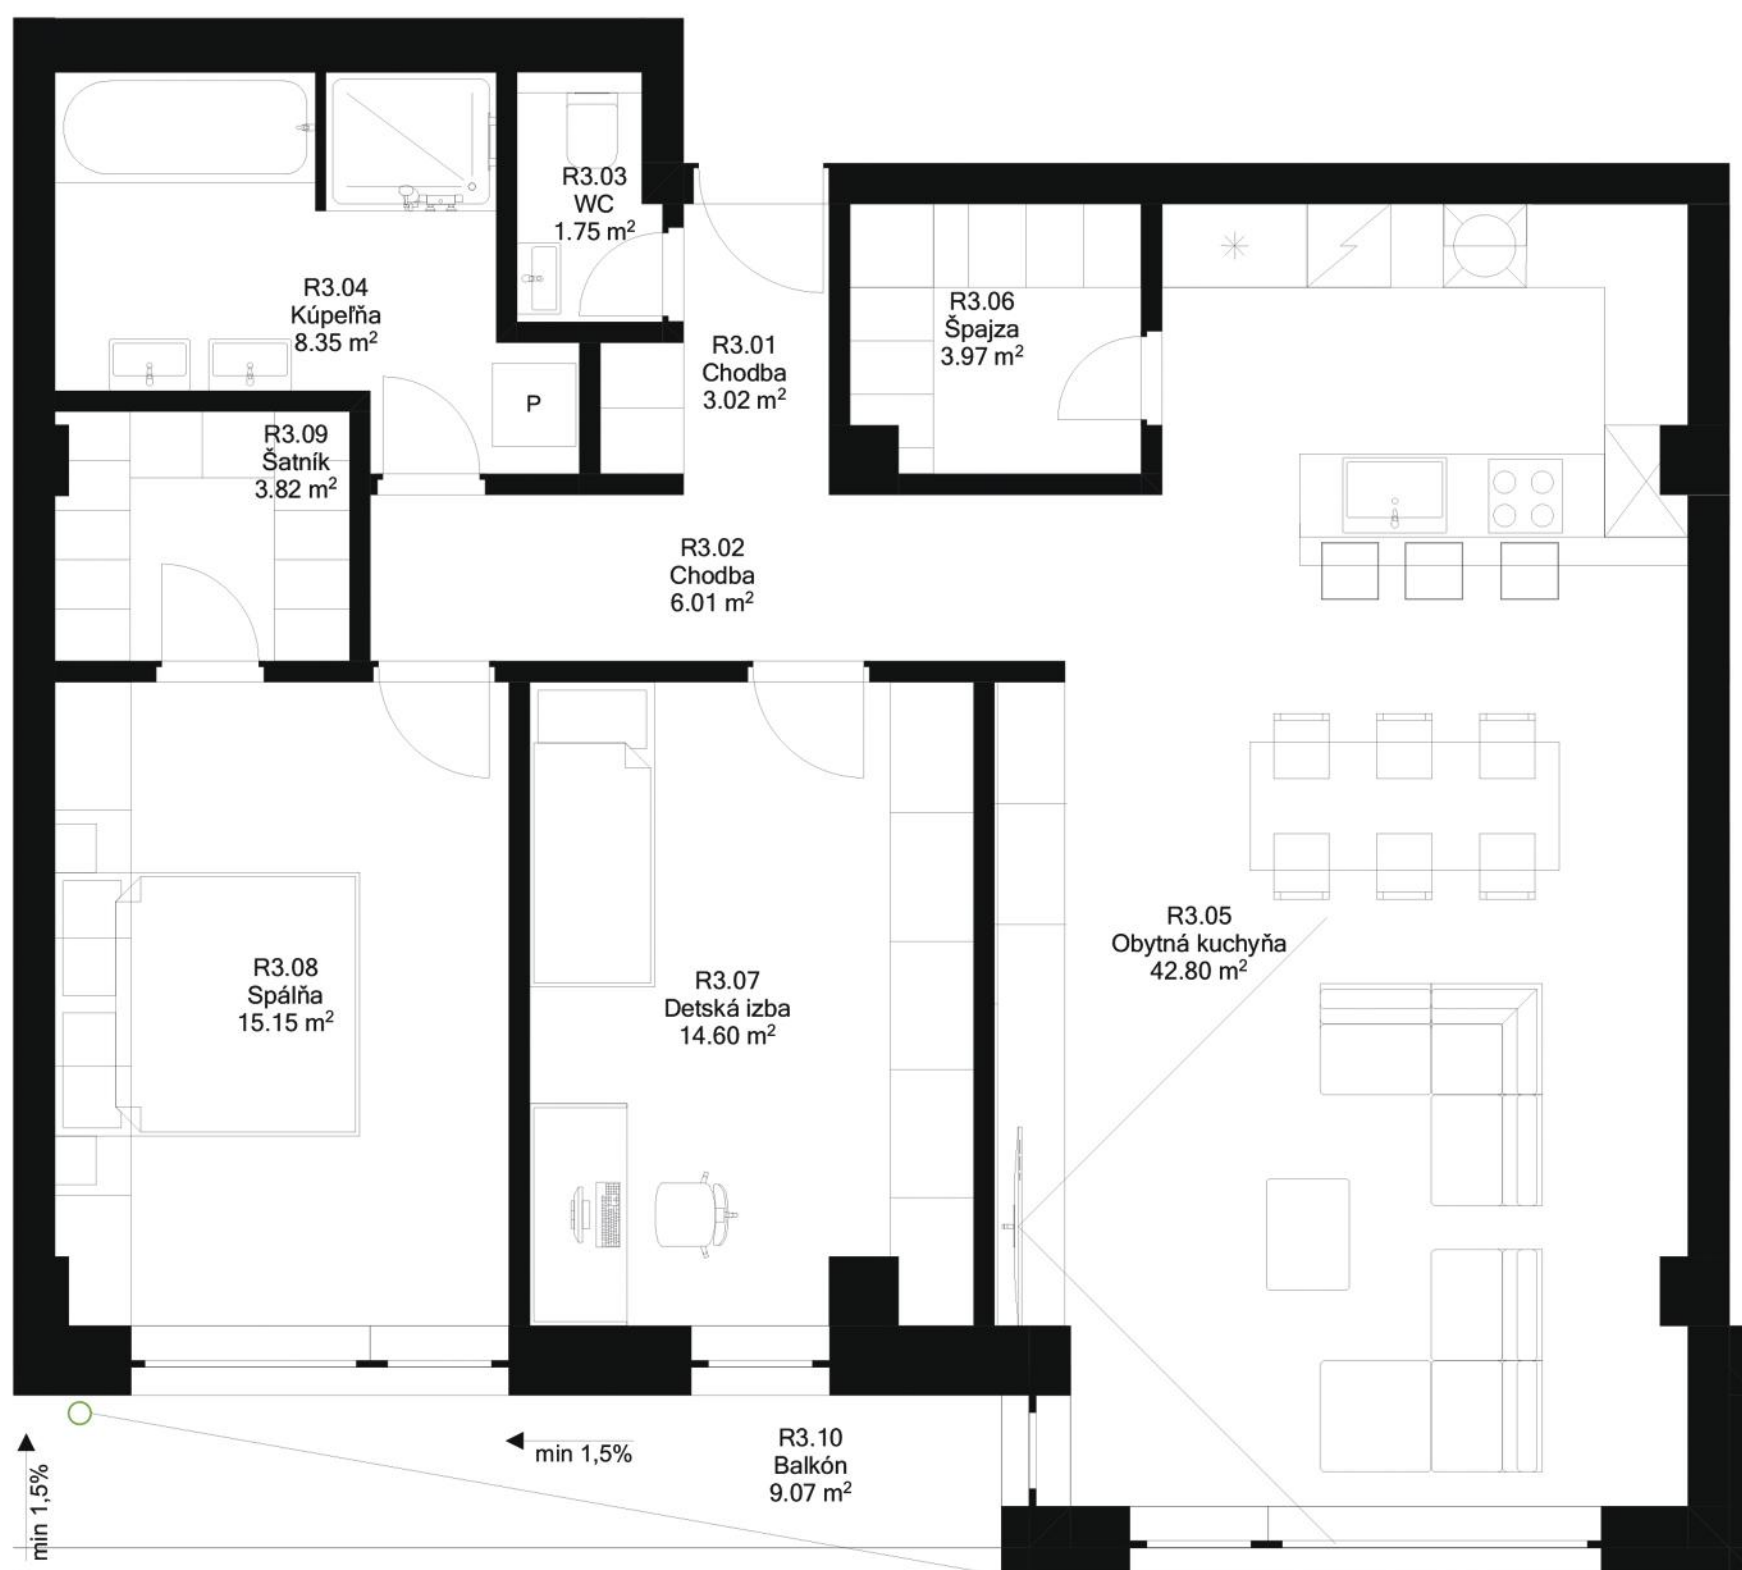 R3.03
WC
1.75 m²
R3.04
Kúpeľňa
8.35 m²
R3.06
Špajza
3.97 m²
R3.01
Chodba
3.02 m²
P
R3.09
Šatník
3.82 m²
R3.02
Chodba
6.01 m²
R3.05
Obytná kuchyňa
42.80 m²
R3.08
Spálňa
15.15 m²
R3.07
Detská izba
14.60 m²
R3.10
Balkón
9.07 m²
min 1,5%
min 1,5%